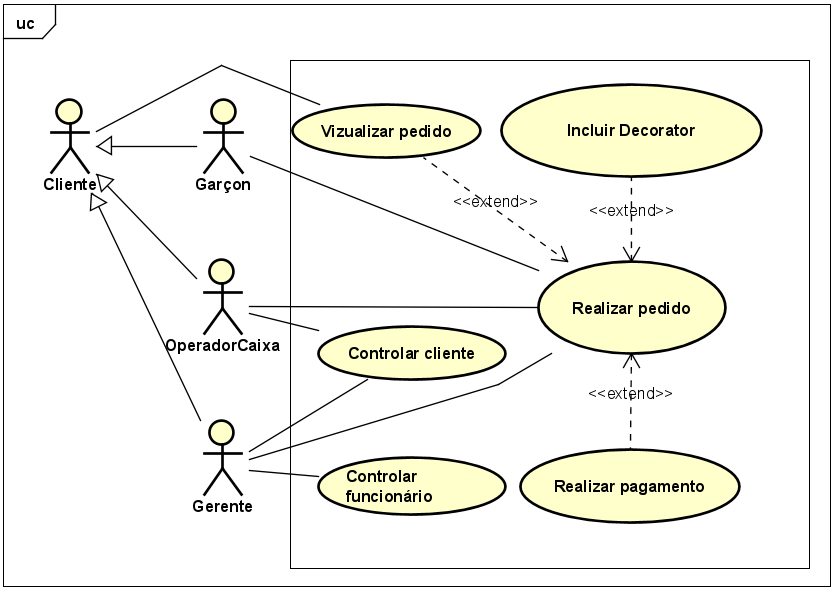 uc
Vizualizar pedido
Incluir Decorator
Cliente
Garçon
<<extend>>
<<extend>>
Realizar pedido
OperadorCaixa
Controlar cliente
<<extend>>
Controlar
funcionário
Realizar pagamento
Gerente